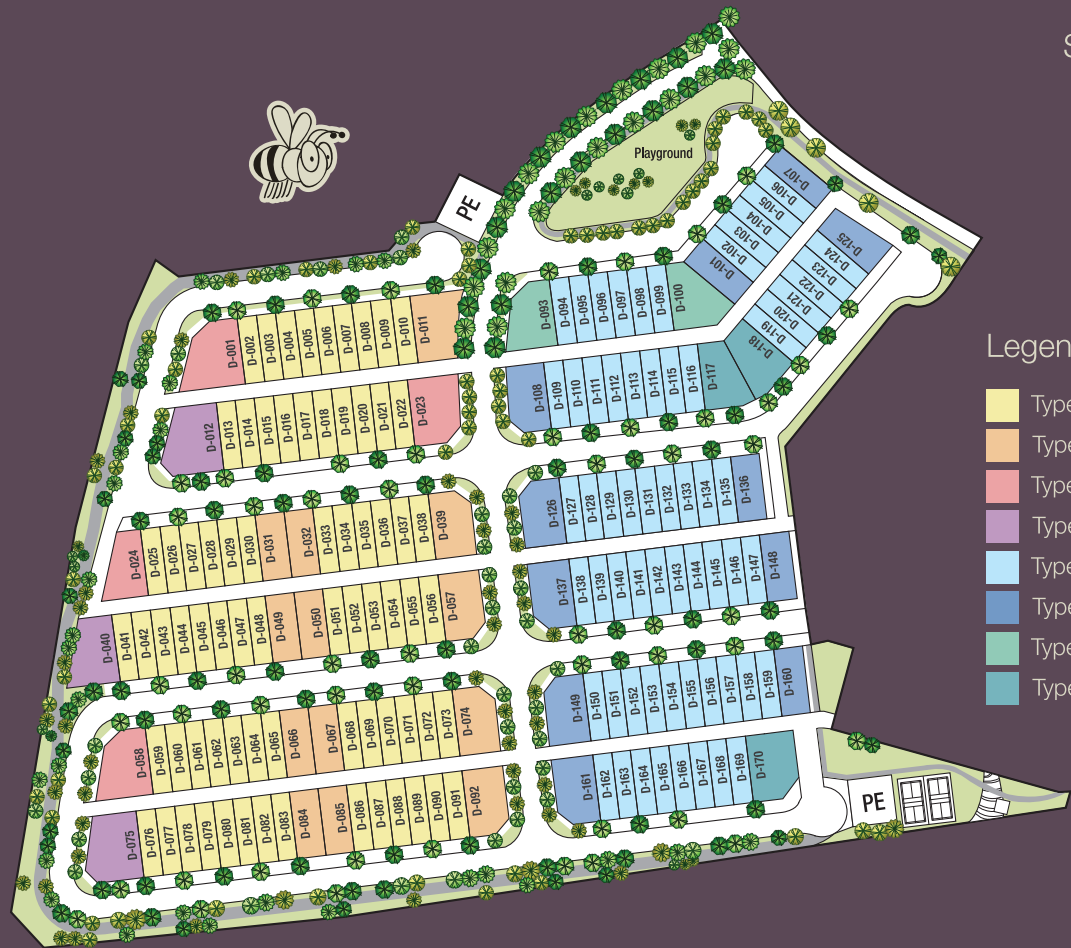 S
Playground
PE
D-107
D-106
D-105
D-104
D-103
D-102
D-101
D-125
D-124
D-123
D-122
D-121
D-120
D-119
D-118
D-093
D-094
D-095
D-096
D-097
D-098
D-099
D-100
D-001
D-002
D-003
D-004
D-005
D-006
D-007
D-008
D-009
D-010
D-011
D-108
D-109
D-110
D-111
D-112
D-113
D-114
D-115
D-116
D-117
D-012
D-013
D-014
D-015
D-016
D-017
D-018
D-019
D-020
D-021
D-022
D-023
Legen
Type
Type
Type
Type
Type
Type
Type
Type
D-126
D-127
D-128
D-129
D-130
D-131
D-132
D-133
D-134
D-135
D-136
D-024
D-025
D-026
D-027
D-028
D-029
D-030
D-031
D-032
D-033
D-034
D-035
D-036
D-037
D-038
D-039
D-137
D-138
D-139
D-140
D-141
D-142
D-143
D-144
D-145
D-146
D-147
D-148
D-040
D-041
D-042
D-043
D-044
D-045
D-046
D-047
D-048
D-049
D-050
D-051
D-052
D-053
D-054
D-055
D-056
D-057
D-149
D-150
D-151
D-152
D-153
D-154
D-155
D-156
D-157
D-158
D-159
D-160
D-058
D-059
D-060
D-061
D-062
D-063
D-064
D-065
D-066
D-067
D-068
D-069
D-070
D-071
D-072
D-073
D-074
D-161
D-162
D-163
D-164
D-165
D-166
D-167
D-168
D-169
D-170
D-075
D-076
D-077
D-078
D-079
D-080
D-081
D-082
D-083
D-084
D-085
D-086
D-087
D-088
D-089
D-090
D-091
D-092
PE